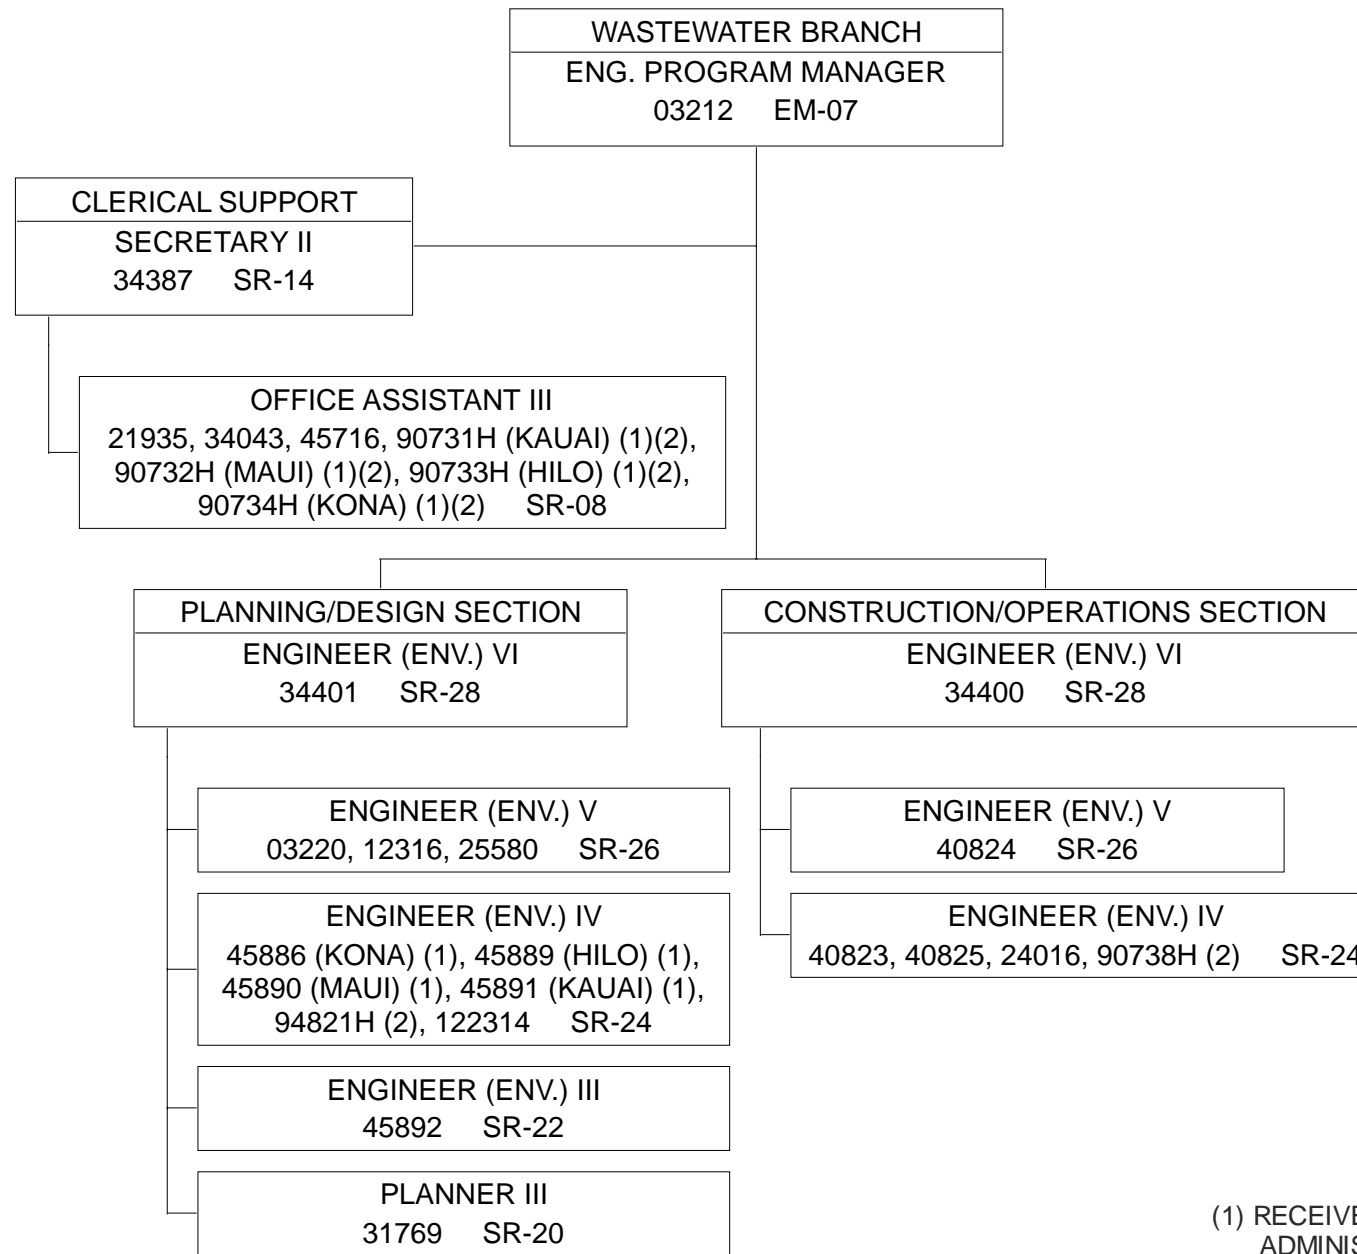 WASTEWATER BRANCH
ENG. PROGRAM MANAGER
03212 EM-07
CLERICAL SUPPORT
SECRETARY II
34387 SR-14
OFFICE ASSISTANT III
21935, 34043, 45716, 90731H (KAUAI) (1)(2),
90732H (MAUI) (1)(2), 90733H (HILO) (1)(2),
90734H (KONA) (1)(2) SR-08
PLANNING/DESIGN SECTION
ENGINEER (ENV.) VI
34401 SR-28
CONSTRUCTION/OPERATIONS SECTION
ENGINEER (ENV.) VI
34400 SR-28
ENGINEER (ENV.) V
03220, 12316, 25580 SR-26
ENGINEER (ENV.) IV
45886 (KONA) (1), 45889 (HILO) (1),
45890 (MAUI) (1), 45891 (KAUAI) (1),
94821H (2), 122314 SR-24
ENGINEER (ENV.) III
45892 SR-22
PLANNER III
31769 SR-20
ENGINEER (ENV.) V
40824 SR-26
ENGINEER (ENV.) IV
40823, 40825, 24016, 90738H (2) SR-24
(1) RECEIVE
ADMINIS